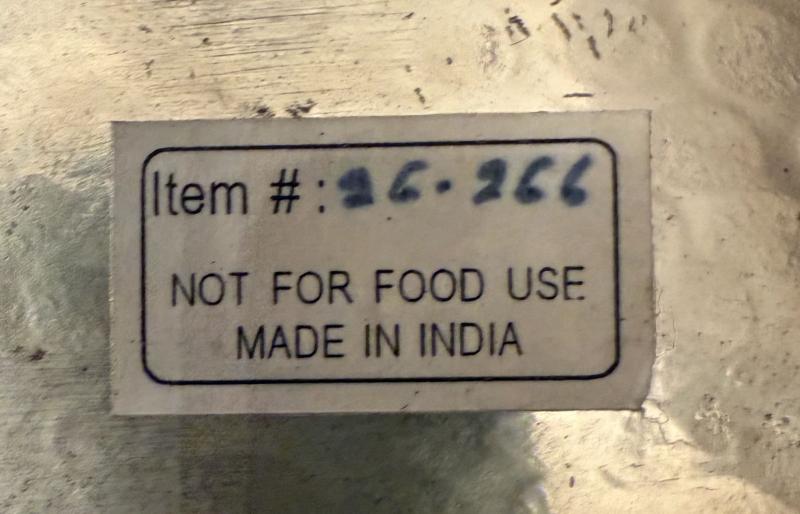 Item #: 26-266
NOT FOR FOOD USE
MADE IN INDIA